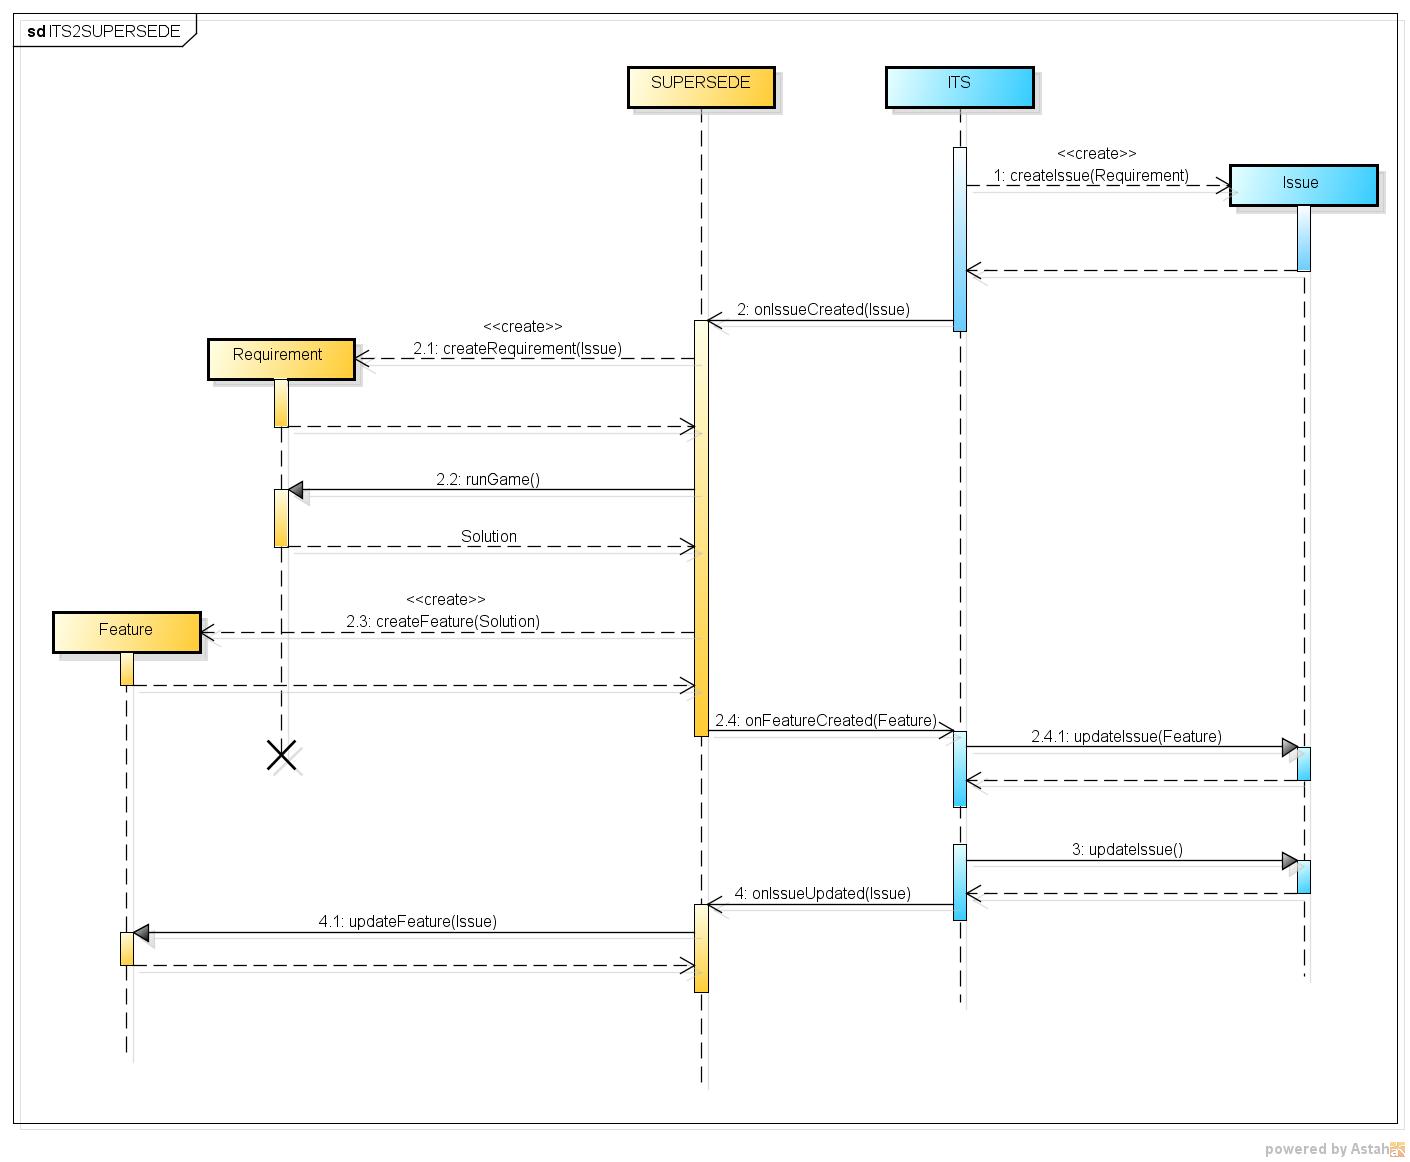 sd ITS2SUPERSEDE
SUPERSEDE
ITS
<<create>>
1: createIssue(Requirement)
Issue
2: onIssueCreated(Issue)
<<create>>
2.1: createRequirement(Issue)
Requirement
2.2: runGame()
Solution
<<create>>
2.3: createFeature(Solution)
Feature
2.4: onFeatureCreated(Feature)
2.4.1: updateIssue(Feature)
3: updateIssue()
4: onIssueUpdated(Issue)
4.1: updateFeature(Issue)
powered by Astah